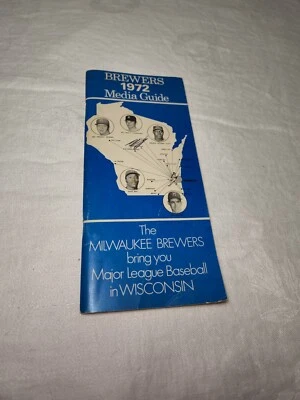 BREWERS
1972
Media Guide
The
MILWAUKEE BREWERS
bring you
Major League Baseball
in WISCONSIN